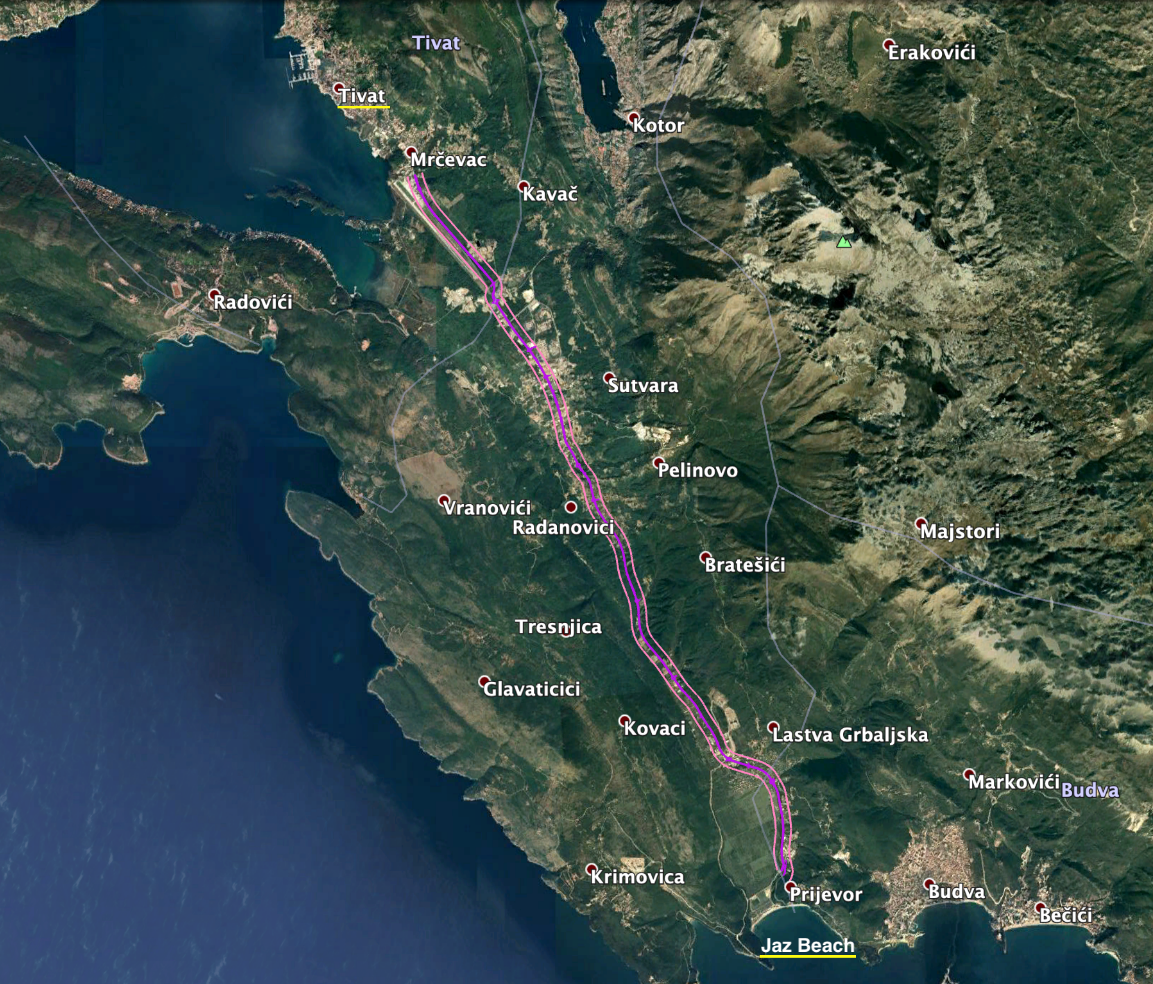 Tivat
Erakovići
Tivat
Kotor
Mrčevac
Kavač
Radovići
Sutvara
Pelinovo
Vranovići
Radanovici
Majstori
Bratešići
Tresnjica
Glavaticici
Kovaci
Lastva Grbaljska
Markovići
Budva
Krimovica
Prijevor
Budva
Bečići
Jaz Beach